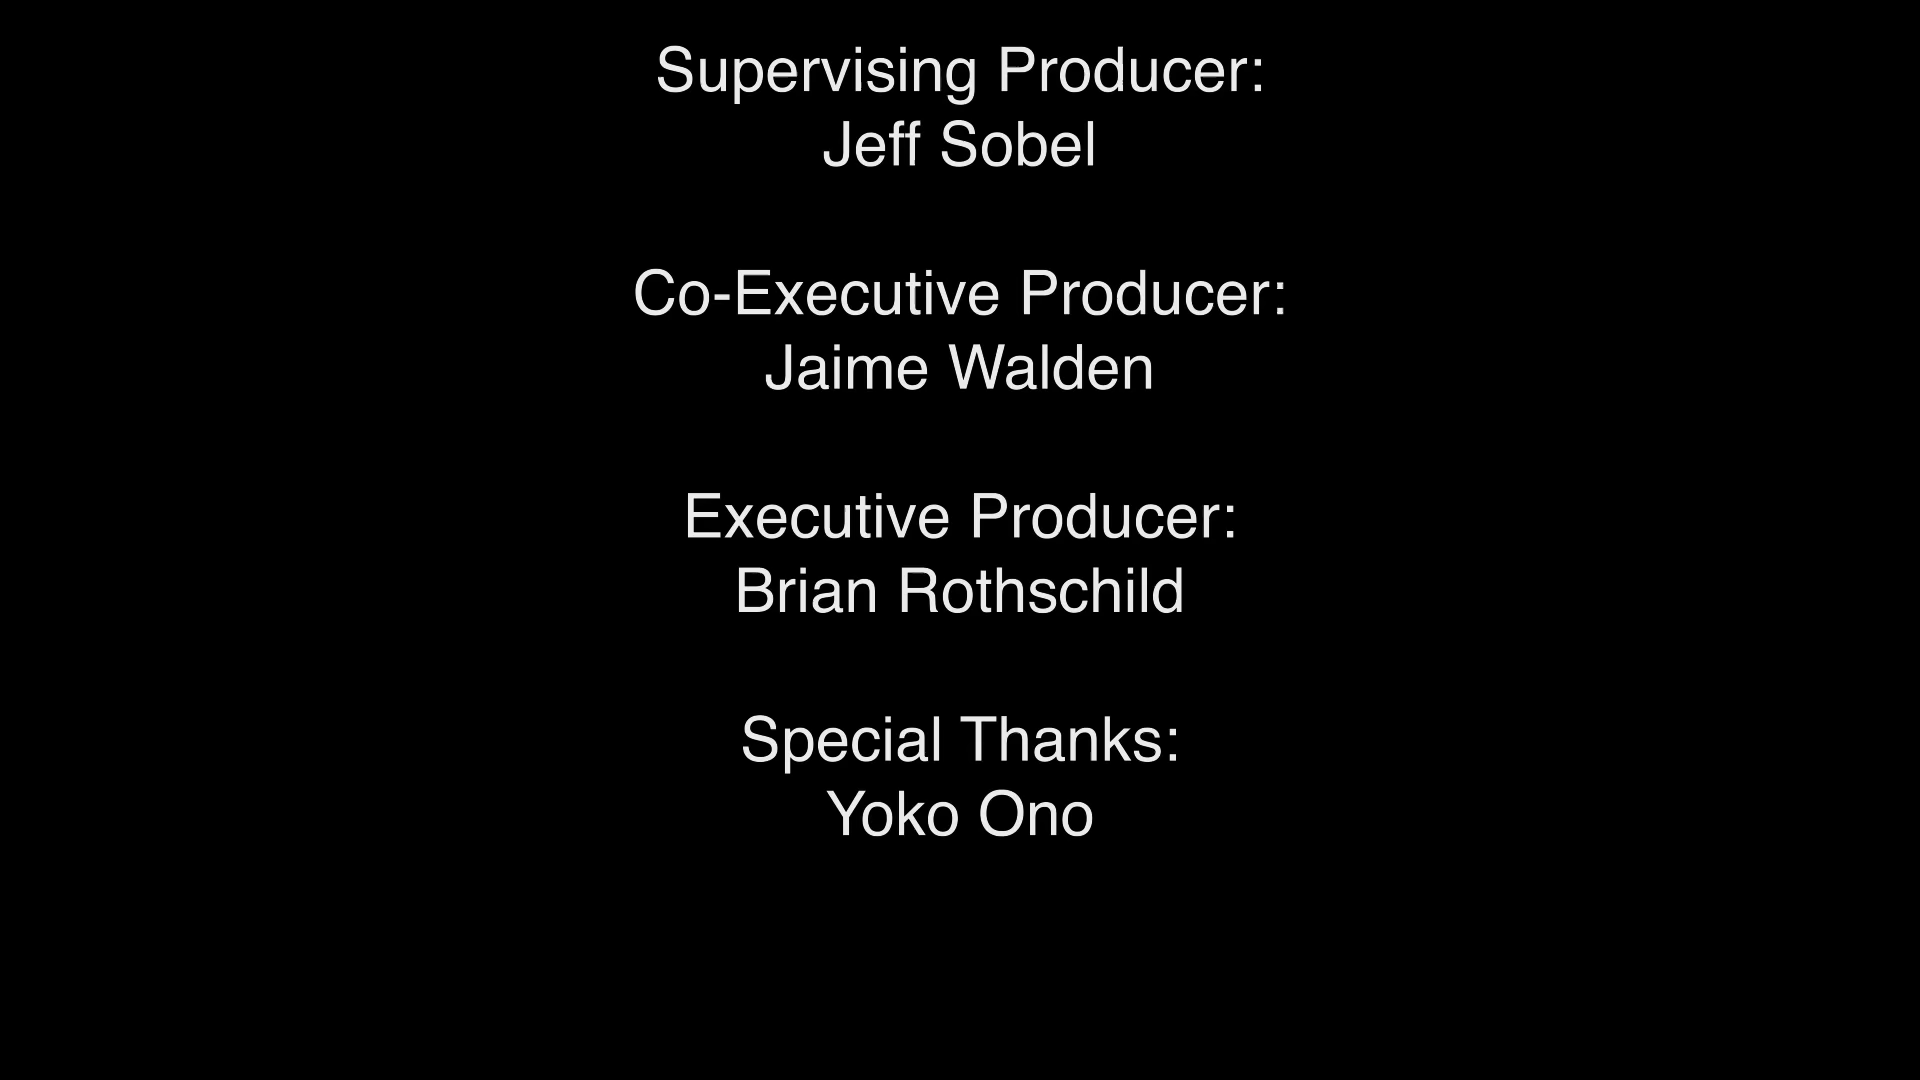 Supervising Producer:
Jeff Sobel
Co-Executive Producer:
Jaime Walden
Executive Producer:
Brian Rothschild
Special Thanks:
Yoko Ono